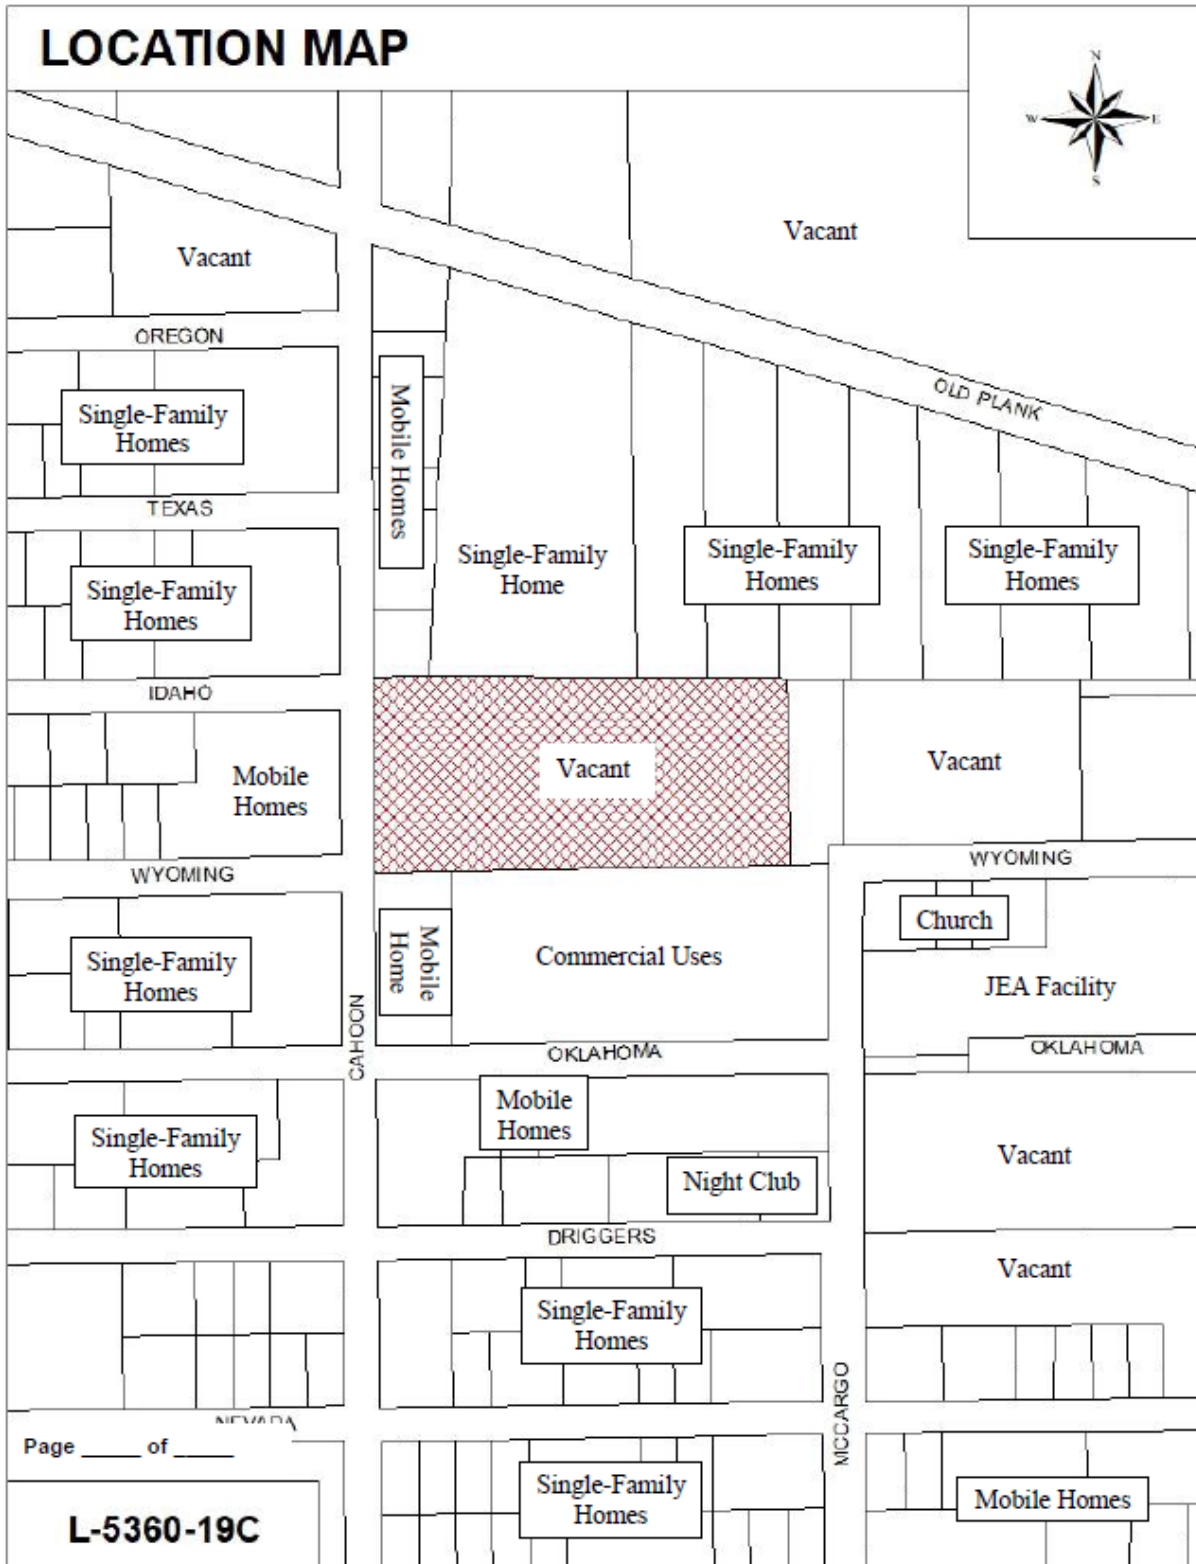 LOCATION MAP
N
W
E
S
Vacant
Vacant
OREGON
OLD PLANK
Single-Family
Homes
Mobile Homes
TEXAS
Single-Family
Home
Single-Family
Homes
Single-Family
Homes
Single-Family
Homes
IDAHO
Mobile
Homes
Vacant
Vacant
WYOMING
WYOMING
Church
Single-Family
Homes
Mobile
Home
Commercial Uses
JEA Facility
CAHOON
OKLAHOMA
OKLAHOMA
Single-Family
Homes
Mobile
Homes
Night Club
Vacant
DRIGGERS
Vacant
Single-Family
Homes
MCCARGO
NEVADA
Page _____ of _____
Single-Family
Homes
Mobile Homes
L-5360-19C